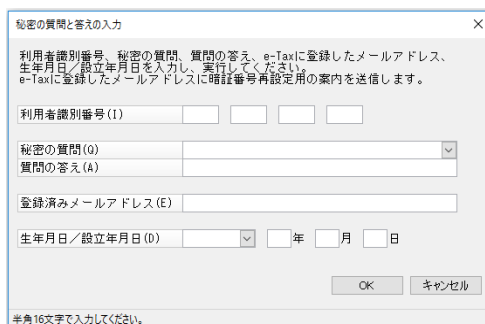 秘密の質問と答えの入力
利用者識別番号、秘密の質問、質問の答え、e-Taxに登録したメールアドレス、
生年月日／設立年月日を入力し、実行してください。
e-Taxに登録したメールアドレスに暗証番号再設定用の案内を送信します。
利用者識別番号(I)
秘密の質問(Q)
質問の答え(A)
登録済みメールアドレス(E)
生年月日／設立年月日(D) 年 月 日
OK キャンセル
半角16文字で入力してください。